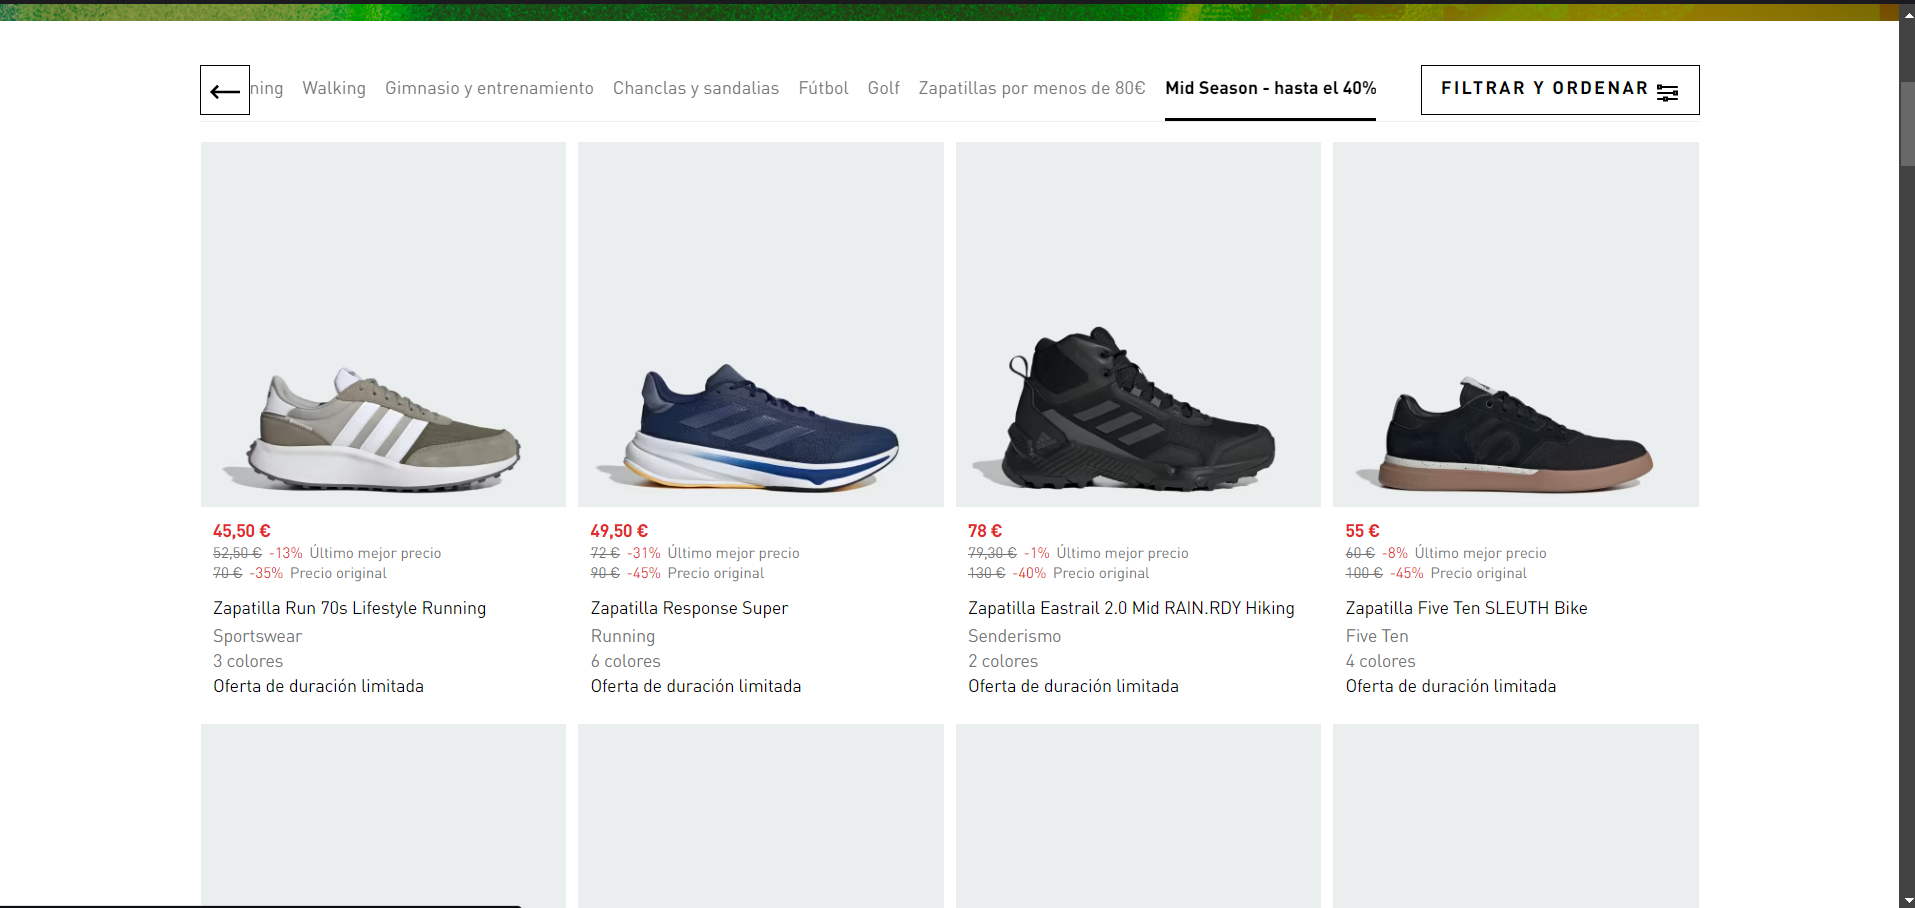 ning Walking Gimnasio y entrenamiento Chanclas y sandalias Fútbol Golf Zapatillas por menos de 80€ Mid Season - hasta el 40% FILTRAR Y ORDENAR
45,50 €
52,50 € -13% Último mejor precio
70 € -35% Precio original
Zapatilla Run 70s Lifestyle Running
Sportswear
3 colores
Oferta de duración limitada
49,50 €
72 € -31% Último mejor precio
90 € -45% Precio original
Zapatilla Response Super
Running
6 colores
Oferta de duración limitada
78 €
79,30 € -1% Último mejor precio
130 € -40% Precio original
Zapatilla Eastrail 2.0 Mid RAIN.RDY Hiking
Senderismo
2 colores
Oferta de duración limitada
55 €
60 € -8% Último mejor precio
100 € -45% Precio original
Zapatilla Five Ten SLEUTH Bike
Five Ten
4 colores
Oferta de duración limitada